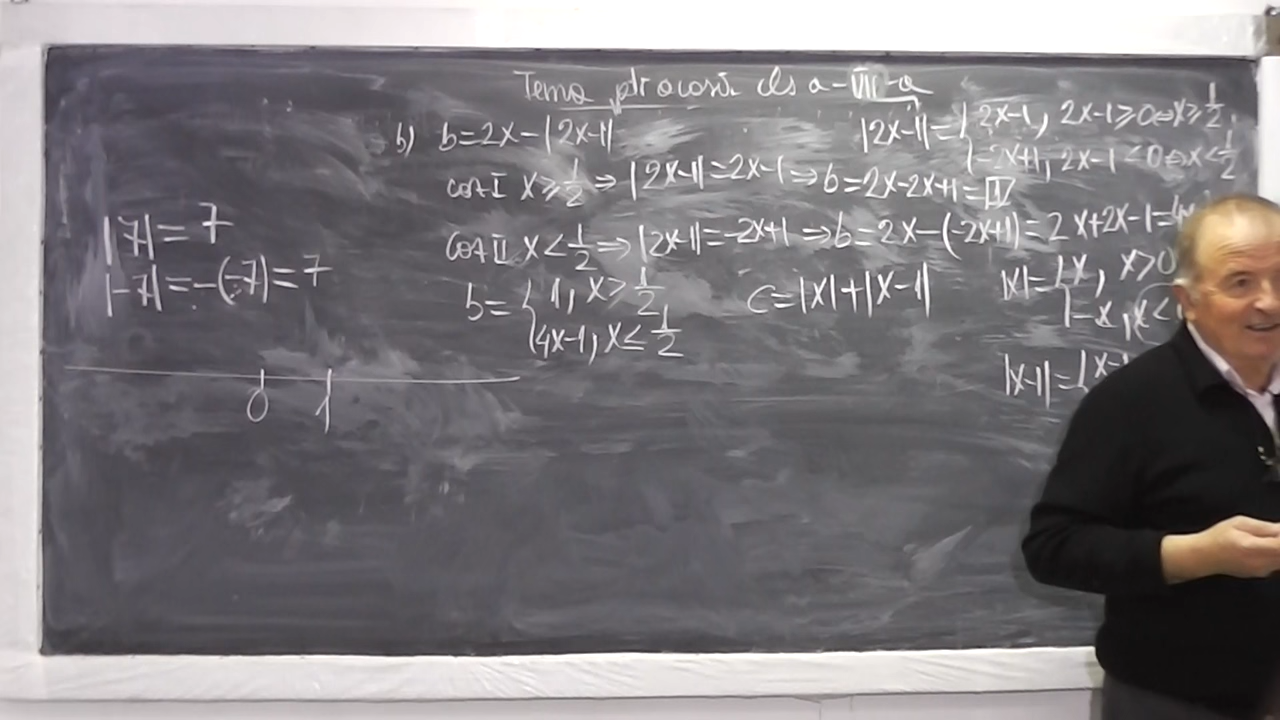 Tema ptr acasă cls a-VIII-a
b) b=2x-|2x-1|
|2x-1|={2x-1, 2x-1≥0⇔x≥1/2
{-2x+1, 2x-1<0⇔x<1/2
caz I x≥1/2⇒|2x-1|=2x-1⇒b=2x-2x+1=1
caz II x<1/2⇒|2x-1|=-2x+1⇒b=2x-(-2x+1)=2x+2x-1=4x
b={1, x>1/2
{4x-1, x≤1/2
c=|x|+|x-1|
|x|={x, x>0
{-x, x<
|x-1|={x-1
|7|=7
|-7|=-(-7)=7
0 1